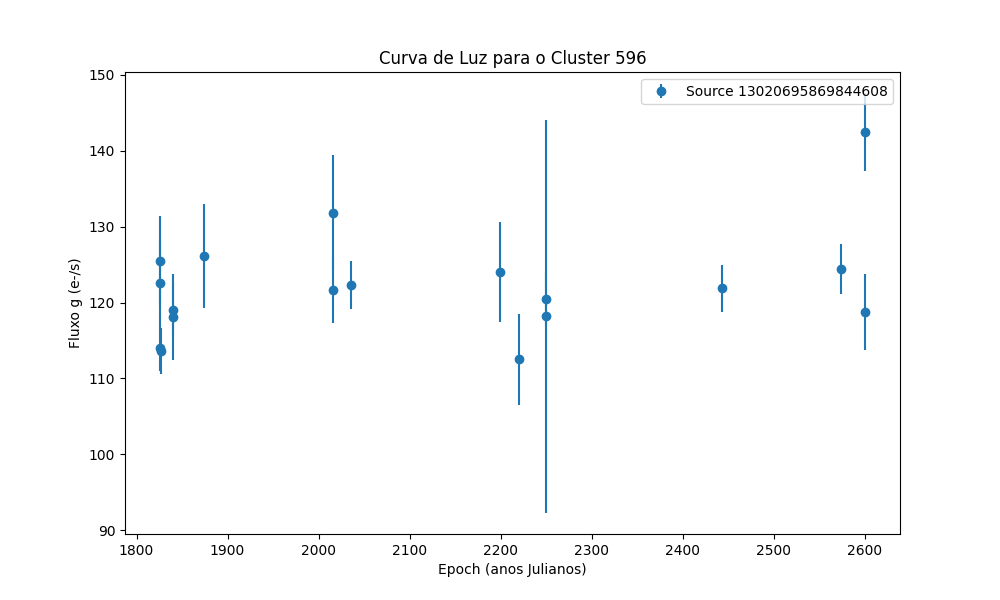 Curva de Luz para o Cluster 596
Source 13020695869844608
150
140
130
120
110
100
90
Fluxo g (e-/s)
1800 1900 2000 2100 2200 2300 2400 2500 2600
Epoch (anos Julianos)